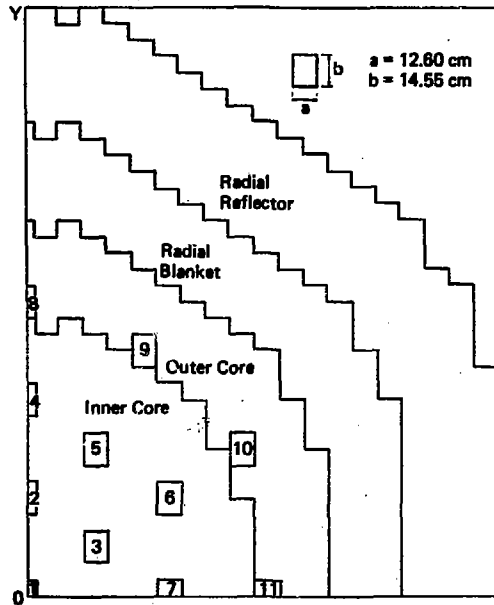 Y
a = 12.60 cm
b
b = 14.55 cm
a
Radial
Reflector
Radial
Blanket
8
9
Outer Core
4
Inner Core
5
10
2
6
3
1
7
11
0